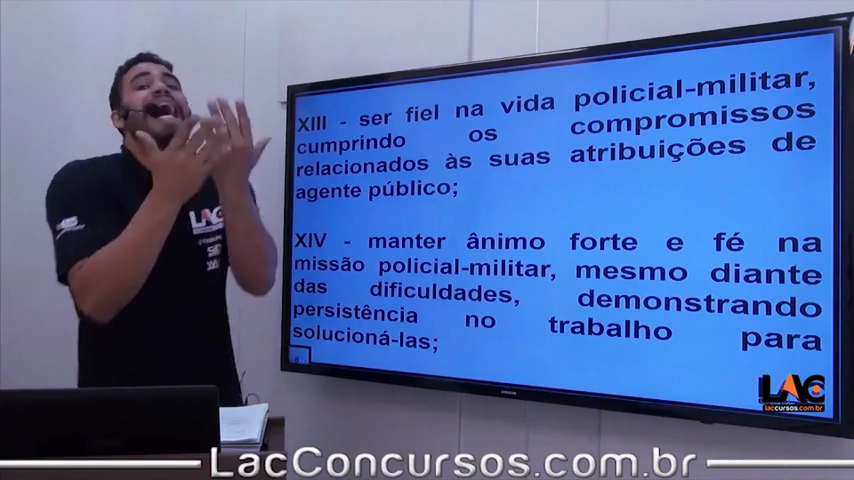 XIII - ser fiel na vida policial-militar,
cumprindo os compromissos
relacionados às suas atribuições de
agente público;
XIV - manter ânimo forte e fé na
missão policial-militar, mesmo diante
das dificuldades, demonstrando
persistência no trabalho para
solucioná-las;
LAC
LAC
laccursos.com.br
SAMSUNG
LacConcursos.com.br